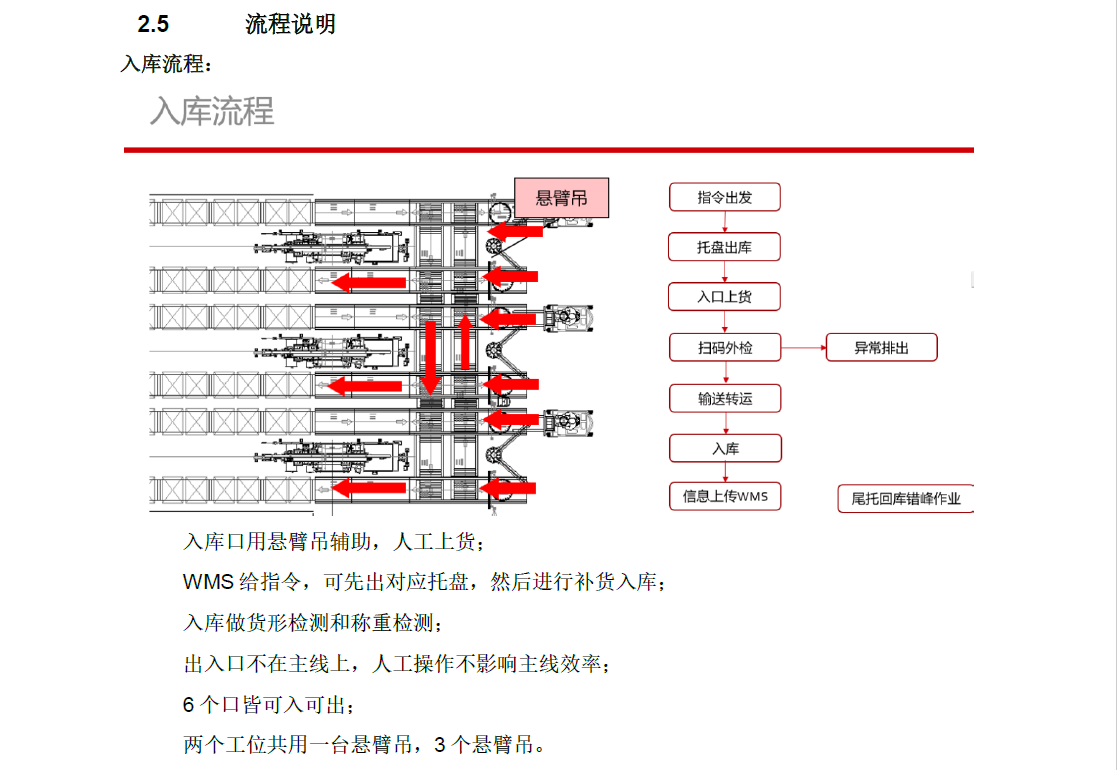 2.5 流程说明
入库流程：
入库流程
悬臂吊
指令出发
托盘出库
入口上货
扫码外检
异常排出
输送转运
入库
信息上传WMS
尾托回库错峰作业
入库口用悬臂吊辅助，人工上货；
WMS 给指令，可先出对应托盘，然后进行补货入库；
入库做货形检测和称重检测；
出入口不在主线上，人工操作不影响主线效率；
6 个口皆可入可出；
两个工位共用一台悬臂吊，3 个悬臂吊。